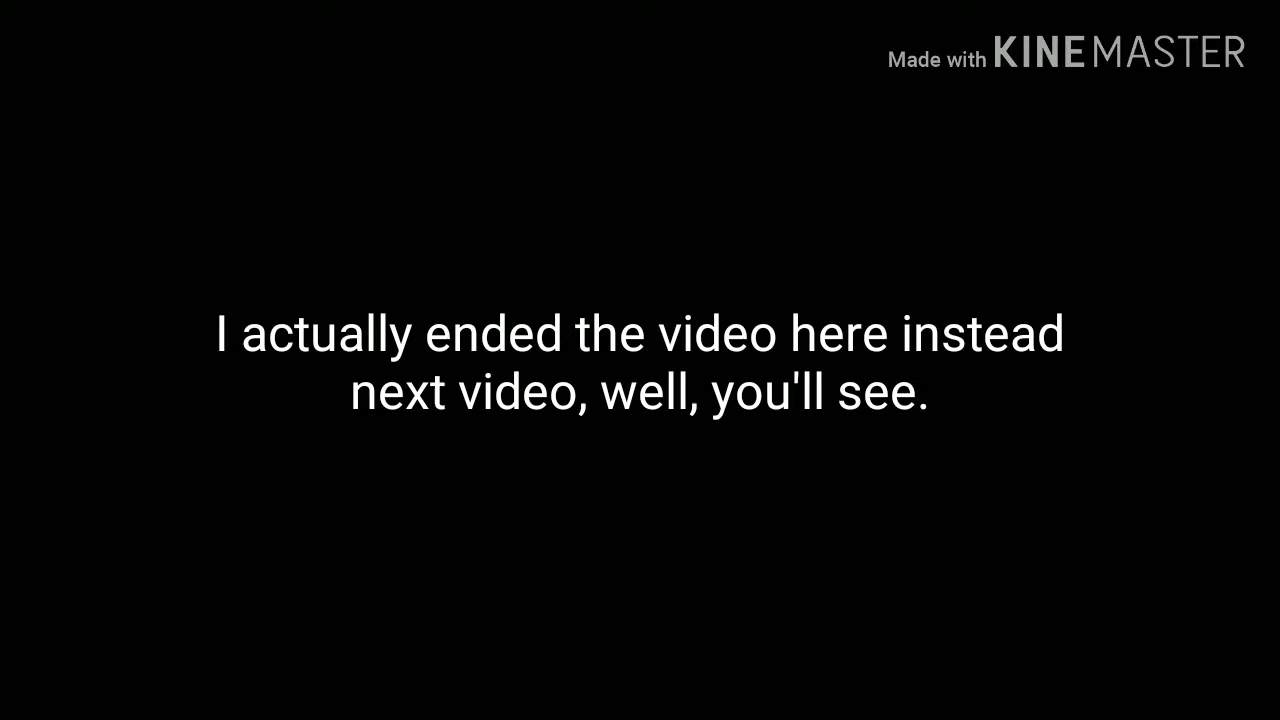 Made with KINEMASTER
I actually ended the video here instead
next video, well, you'll see.